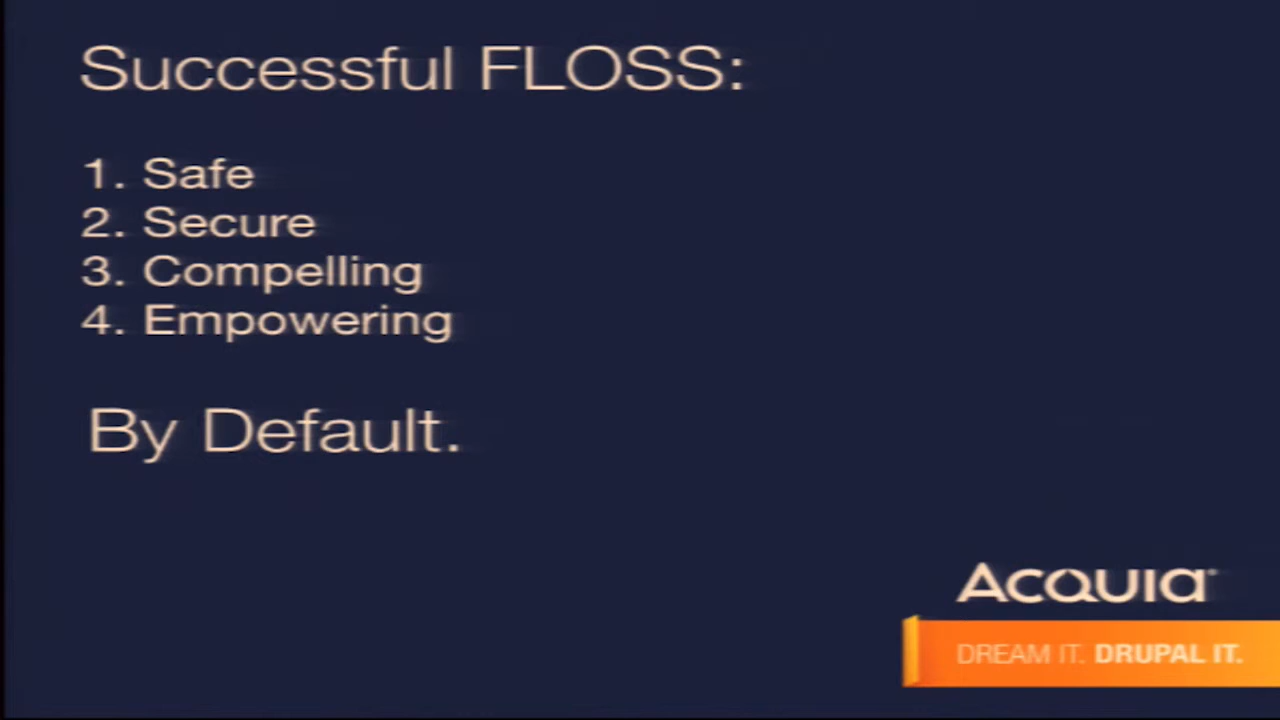 Successful FLOSS:
1. Safe
2. Secure
3. Compelling
4. Empowering
By Default.
ACQUIA
DREAM IT. DRUPAL IT.